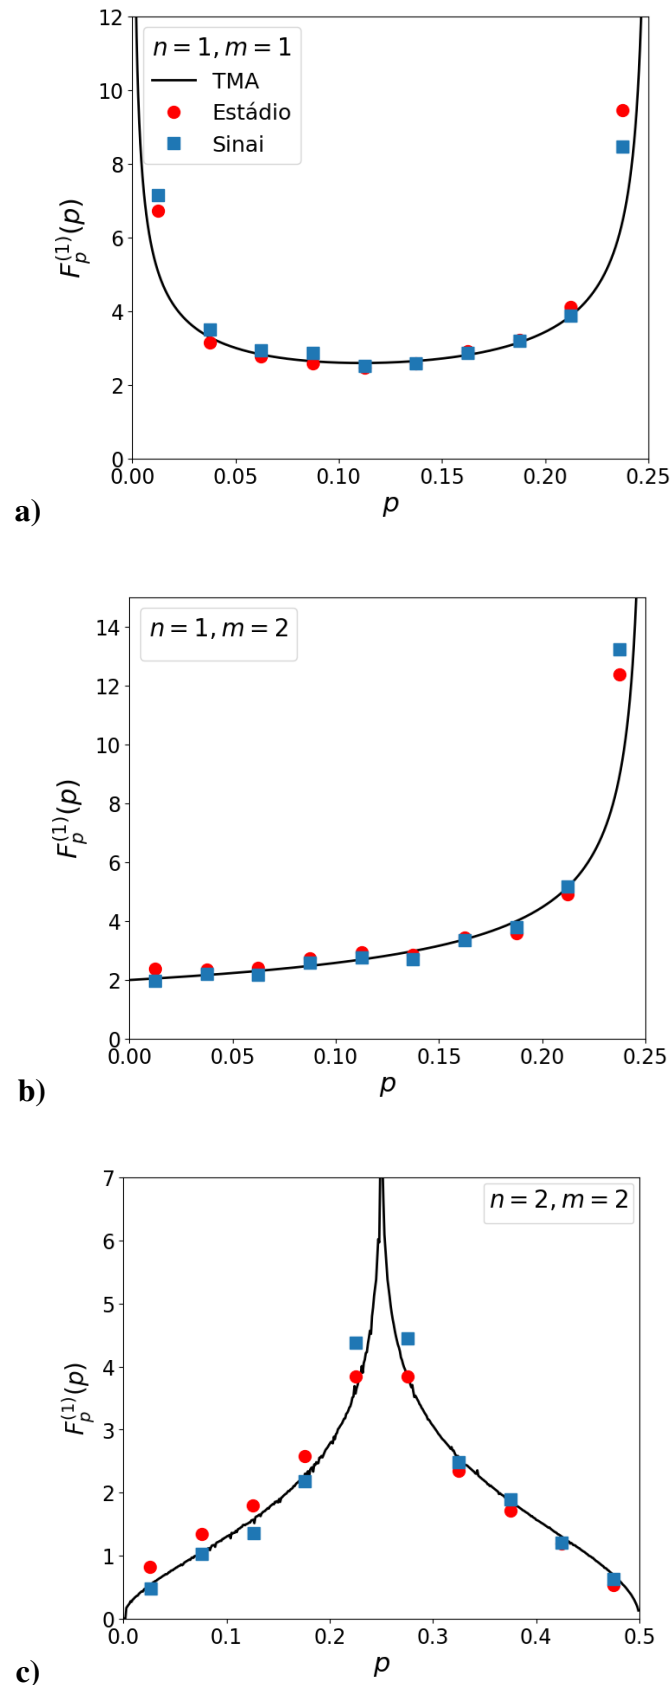 12
n = 1, m = 1
TMA
10
Estádio
Sinai
8
F_p^{(1)}(p)
6
4
2
0
0.00 0.05 0.10 0.15 0.20 0.25
a)
p
14
n = 1, m = 2
12
10
F_p^{(1)}(p)
8
6
4
2
0
0.00 0.05 0.10 0.15 0.20 0.25
b)
p
7
n = 2, m = 2
6
5
4
F_p^{(1)}(p)
3
2
1
0
0.0 0.1 0.2 0.3 0.4 0.5
c)
p